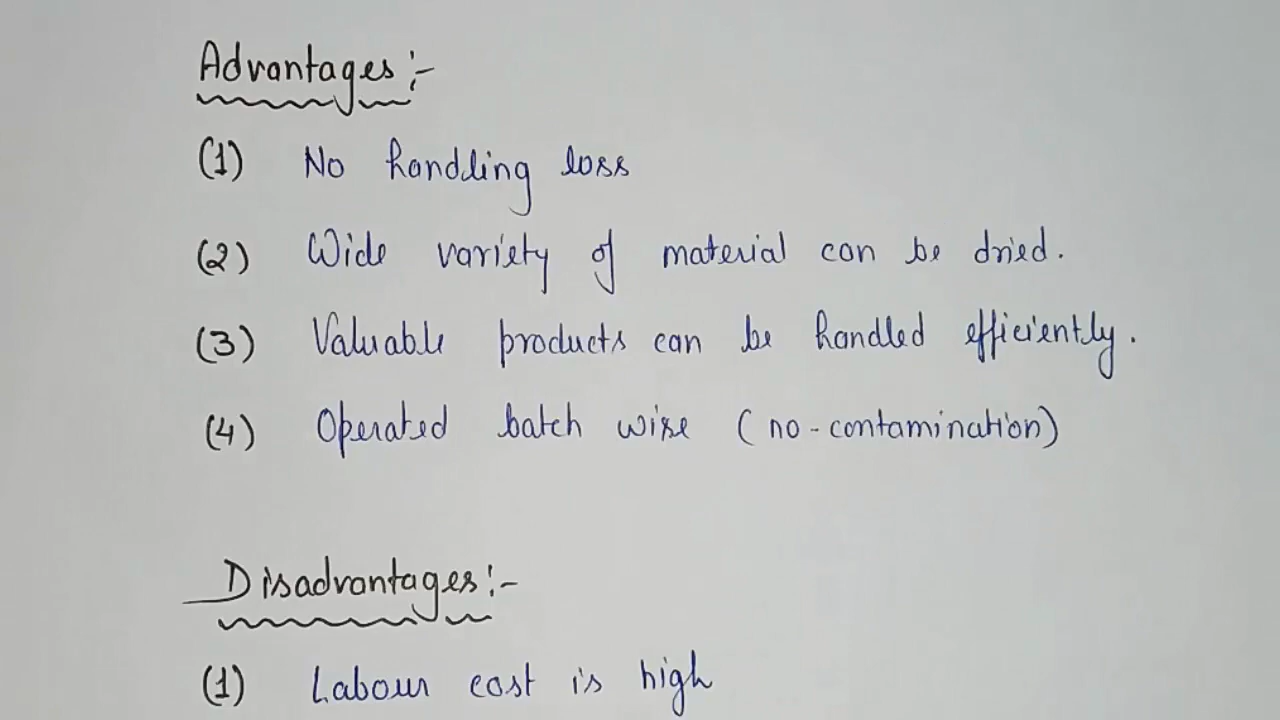 Advantages :-
(1) No handling loss
(2) Wide variety of material can be dried.
(3) Valuable products can be handled efficiently.
(4) Operated batch wise (no-contamination)
Disadvantages :-
(1) Labour cost is high